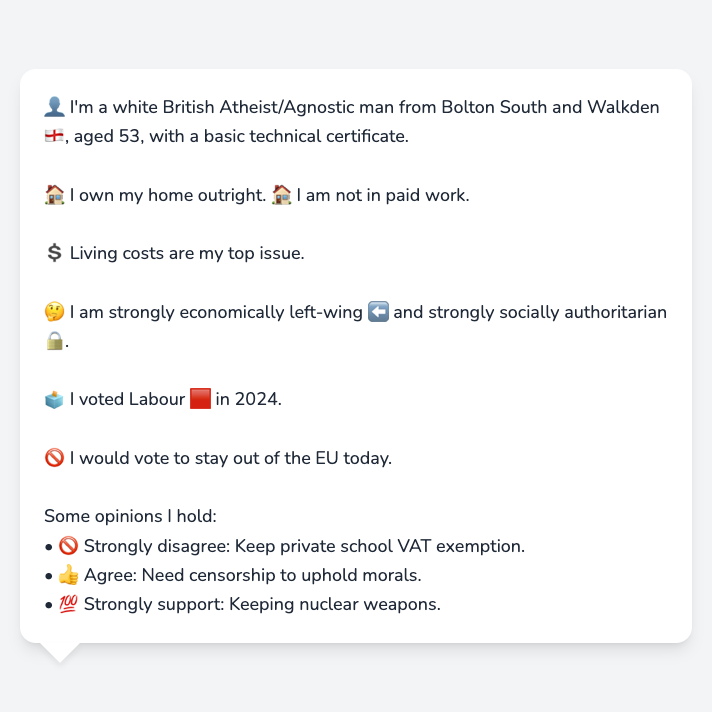 👤 I'm a white British Atheist/Agnostic man from Bolton South and Walkden
🏴󠁧󠁢󠁥󠁮󠁧󠁿, aged 53, with a basic technical certificate.
🏠 I own my home outright. 🏠 I am not in paid work.
💲 Living costs are my top issue.
🤔 I am strongly economically left-wing ⬅️ and strongly socially authoritarian
🔒.
🗳️ I voted Labour 🟥 in 2024.
🚫 I would vote to stay out of the EU today.
Some opinions I hold:
• 🚫 Strongly disagree: Keep private school VAT exemption.
• 👍 Agree: Need censorship to uphold morals.
• 💯 Strongly support: Keeping nuclear weapons.